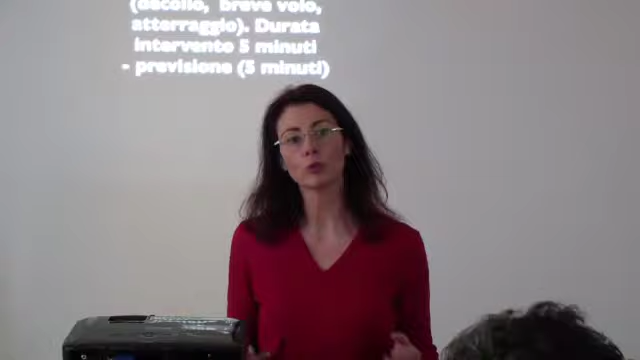 (decollo, breve volo,
atterraggio). Durata
intervento 5 minuti
- previsione (5 minuti)